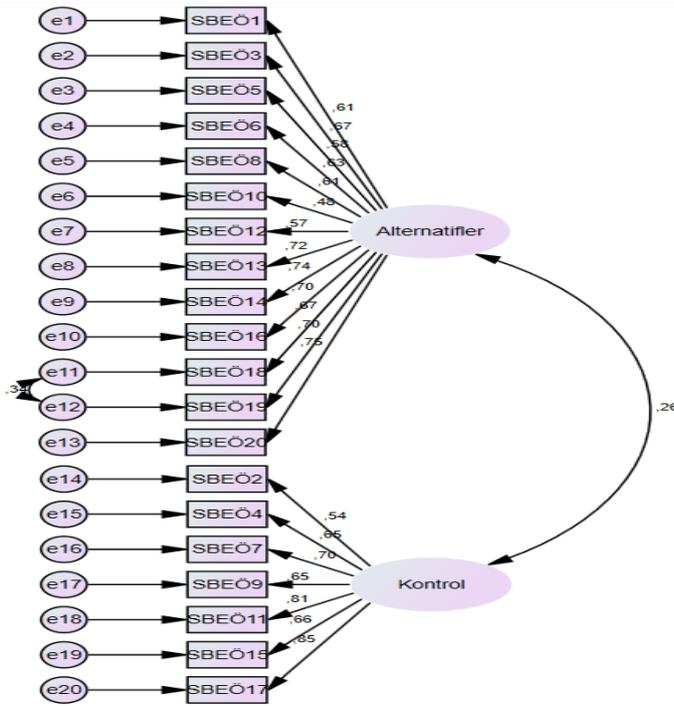 e1 SBEÖ1
e2 SBEÖ3
e3 SBEÖ5
e4 SBEÖ6
,61
,67
,58
,63
e5 SBEÖ8
,61
e6 SBEÖ10
,48
e7 SBEÖ12
,57
Alternatifler
e8 SBEÖ13
,72
e9 SBEÖ14
,74
,70
e10 SBEÖ16
,67
,70
,75
e11 SBEÖ18
,34
e12 SBEÖ19
,26
e13 SBEÖ20
e14 SBEÖ2
e15 SBEÖ4
,54
,65
e16 SBEÖ7
,70
e17 SBEÖ9
,65
Kontrol
e18 SBEÖ11
,81
,66
e19 SBEÖ15
,85
e20 SBEÖ17